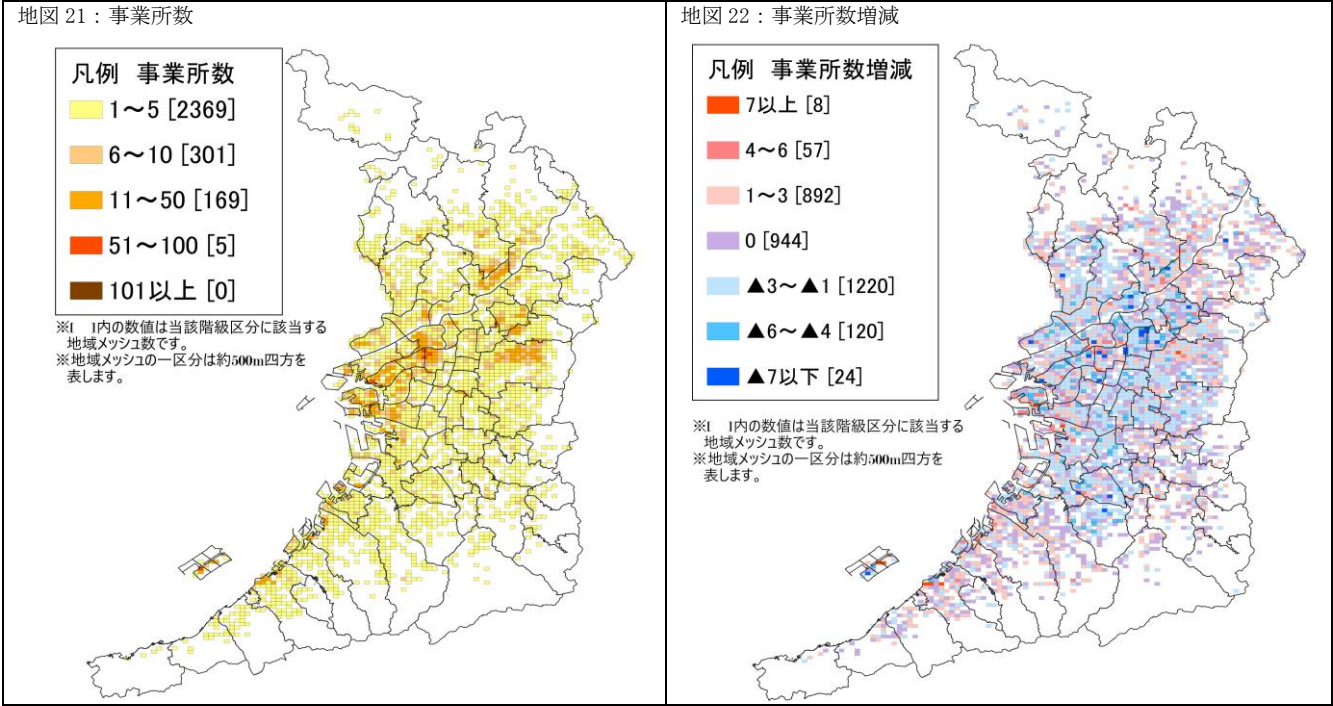 地図 21：事業所数
凡例 事業所数
1～5 [2369]
6～10 [301]
11～50 [169]
51～100 [5]
101以上 [0]
※[ ]内の数値は当該階級区分に該当する
地域メッシュ数です。
※地域メッシュの一区分は約500m四方を
表します。
地図 22：事業所数増減
凡例 事業所数増減
7以上 [8]
4～6 [57]
1～3 [892]
0 [944]
▲3～▲1 [1220]
▲6～▲4 [120]
▲7以下 [24]
※[ ]内の数値は当該階級区分に該当する
地域メッシュ数です。
※地域メッシュの一区分は約500m四方を
表します。